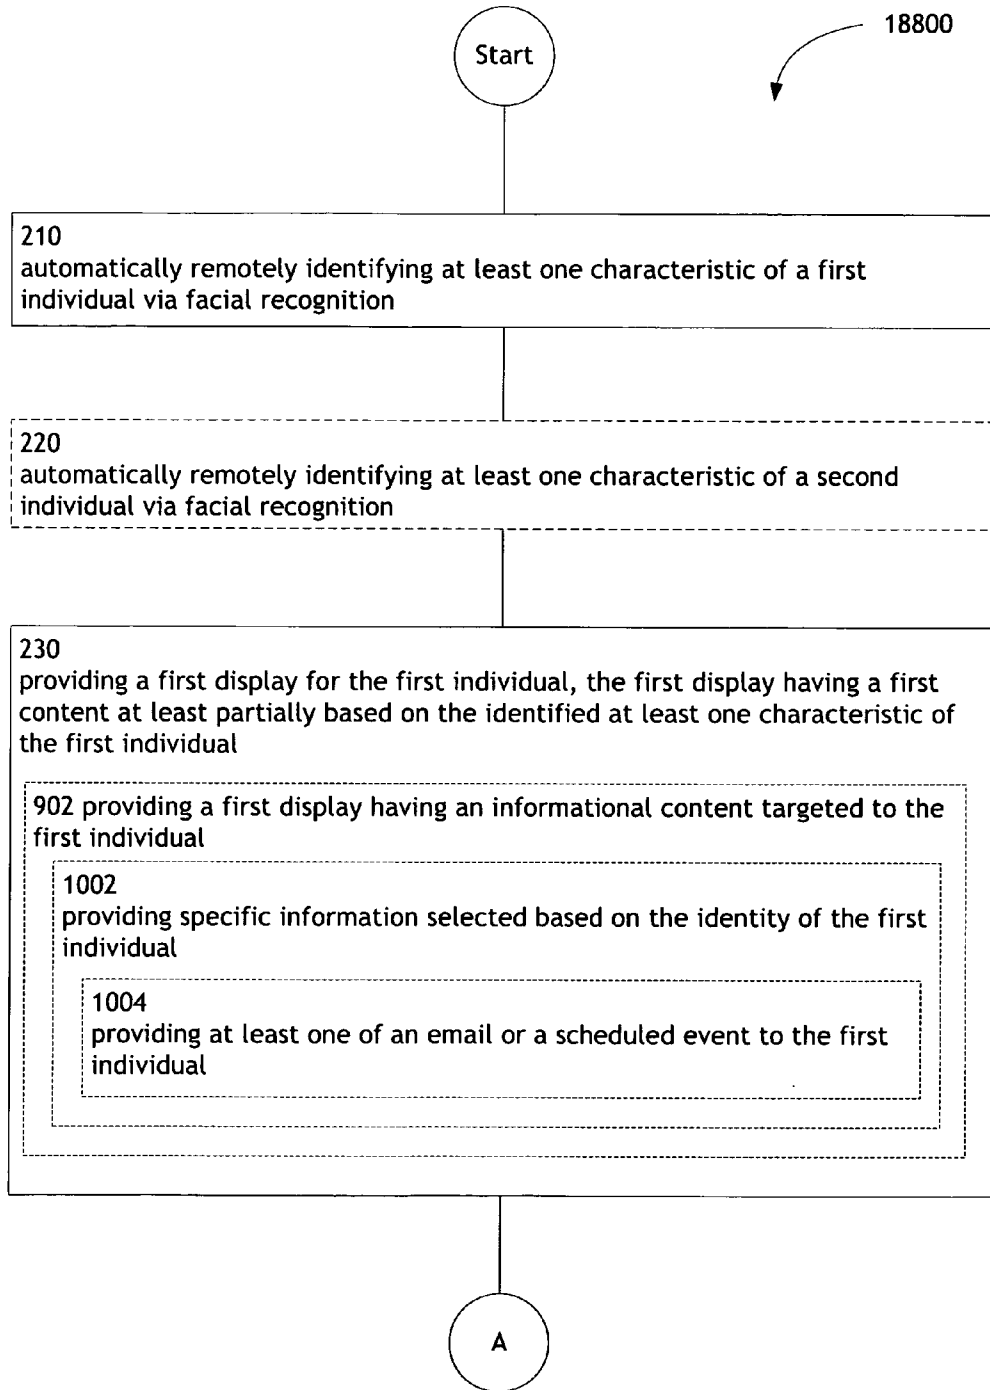 Start
18800
210
automatically remotely identifying at least one characteristic of a first
individual via facial recognition
220
automatically remotely identifying at least one characteristic of a second
individual via facial recognition
230
providing a first display for the first individual, the first display having a first
content at least partially based on the identified at least one characteristic of
the first individual
902 providing a first display having an informational content targeted to the
first individual
1002
providing specific information selected based on the identity of the first
individual
1004
providing at least one of an email or a scheduled event to the first
individual
A